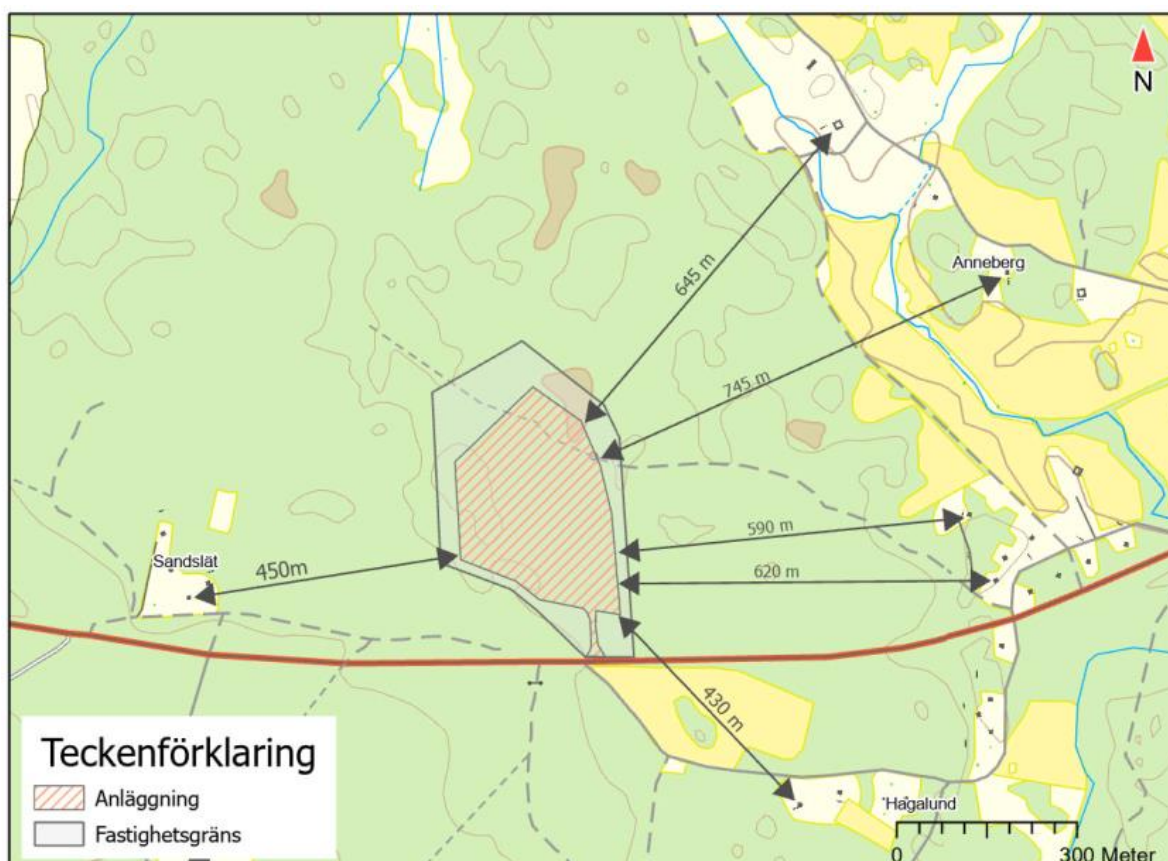 N
645 m
Anneberg
745 m
590 m
Sandslät
450m
620 m
430 m
Teckenförklaring
Anläggning
Fastighetsgräns
Hagalund
0 300 Meter